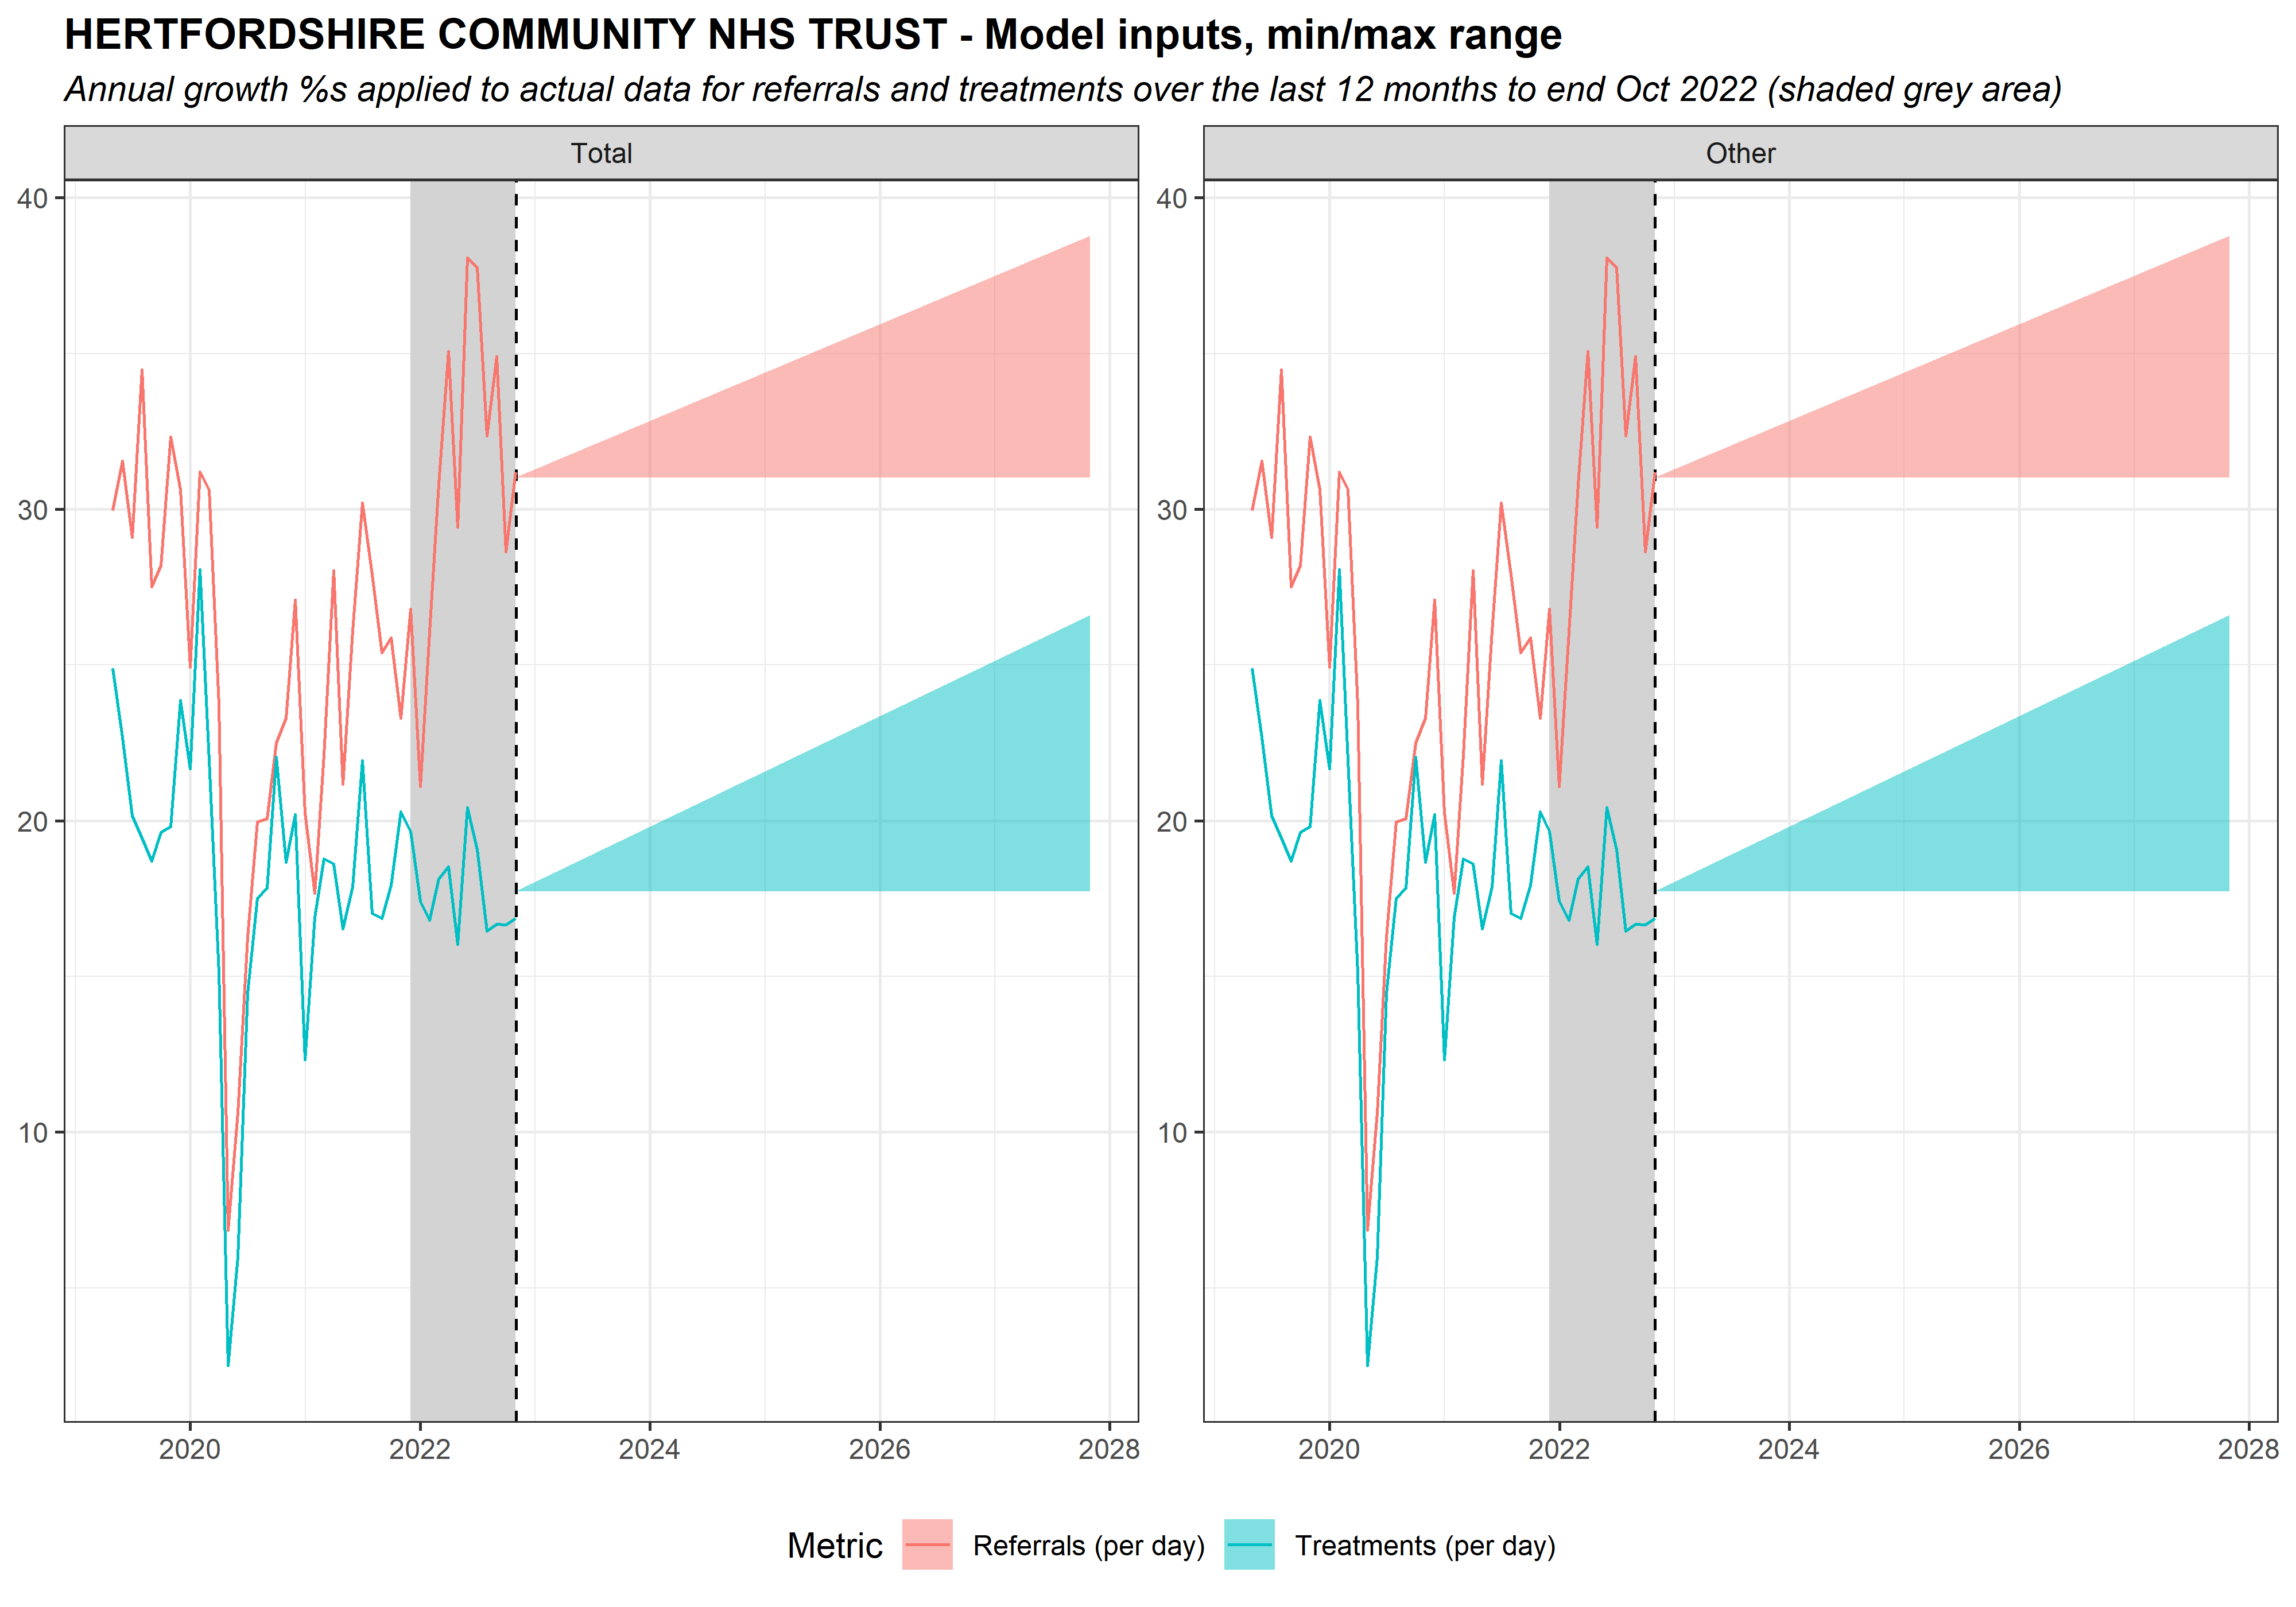 HERTFORDSHIRE COMMUNITY NHS TRUST - Model inputs, min/max range
Annual growth %s applied to actual data for referrals and treatments over the last 12 months to end Oct 2022 (shaded grey area)
Total
Other
40
30
20
10
40
30
20
10
2020 2022 2024 2026 2028
2020 2022 2024 2026 2028
Metric Referrals (per day) Treatments (per day)